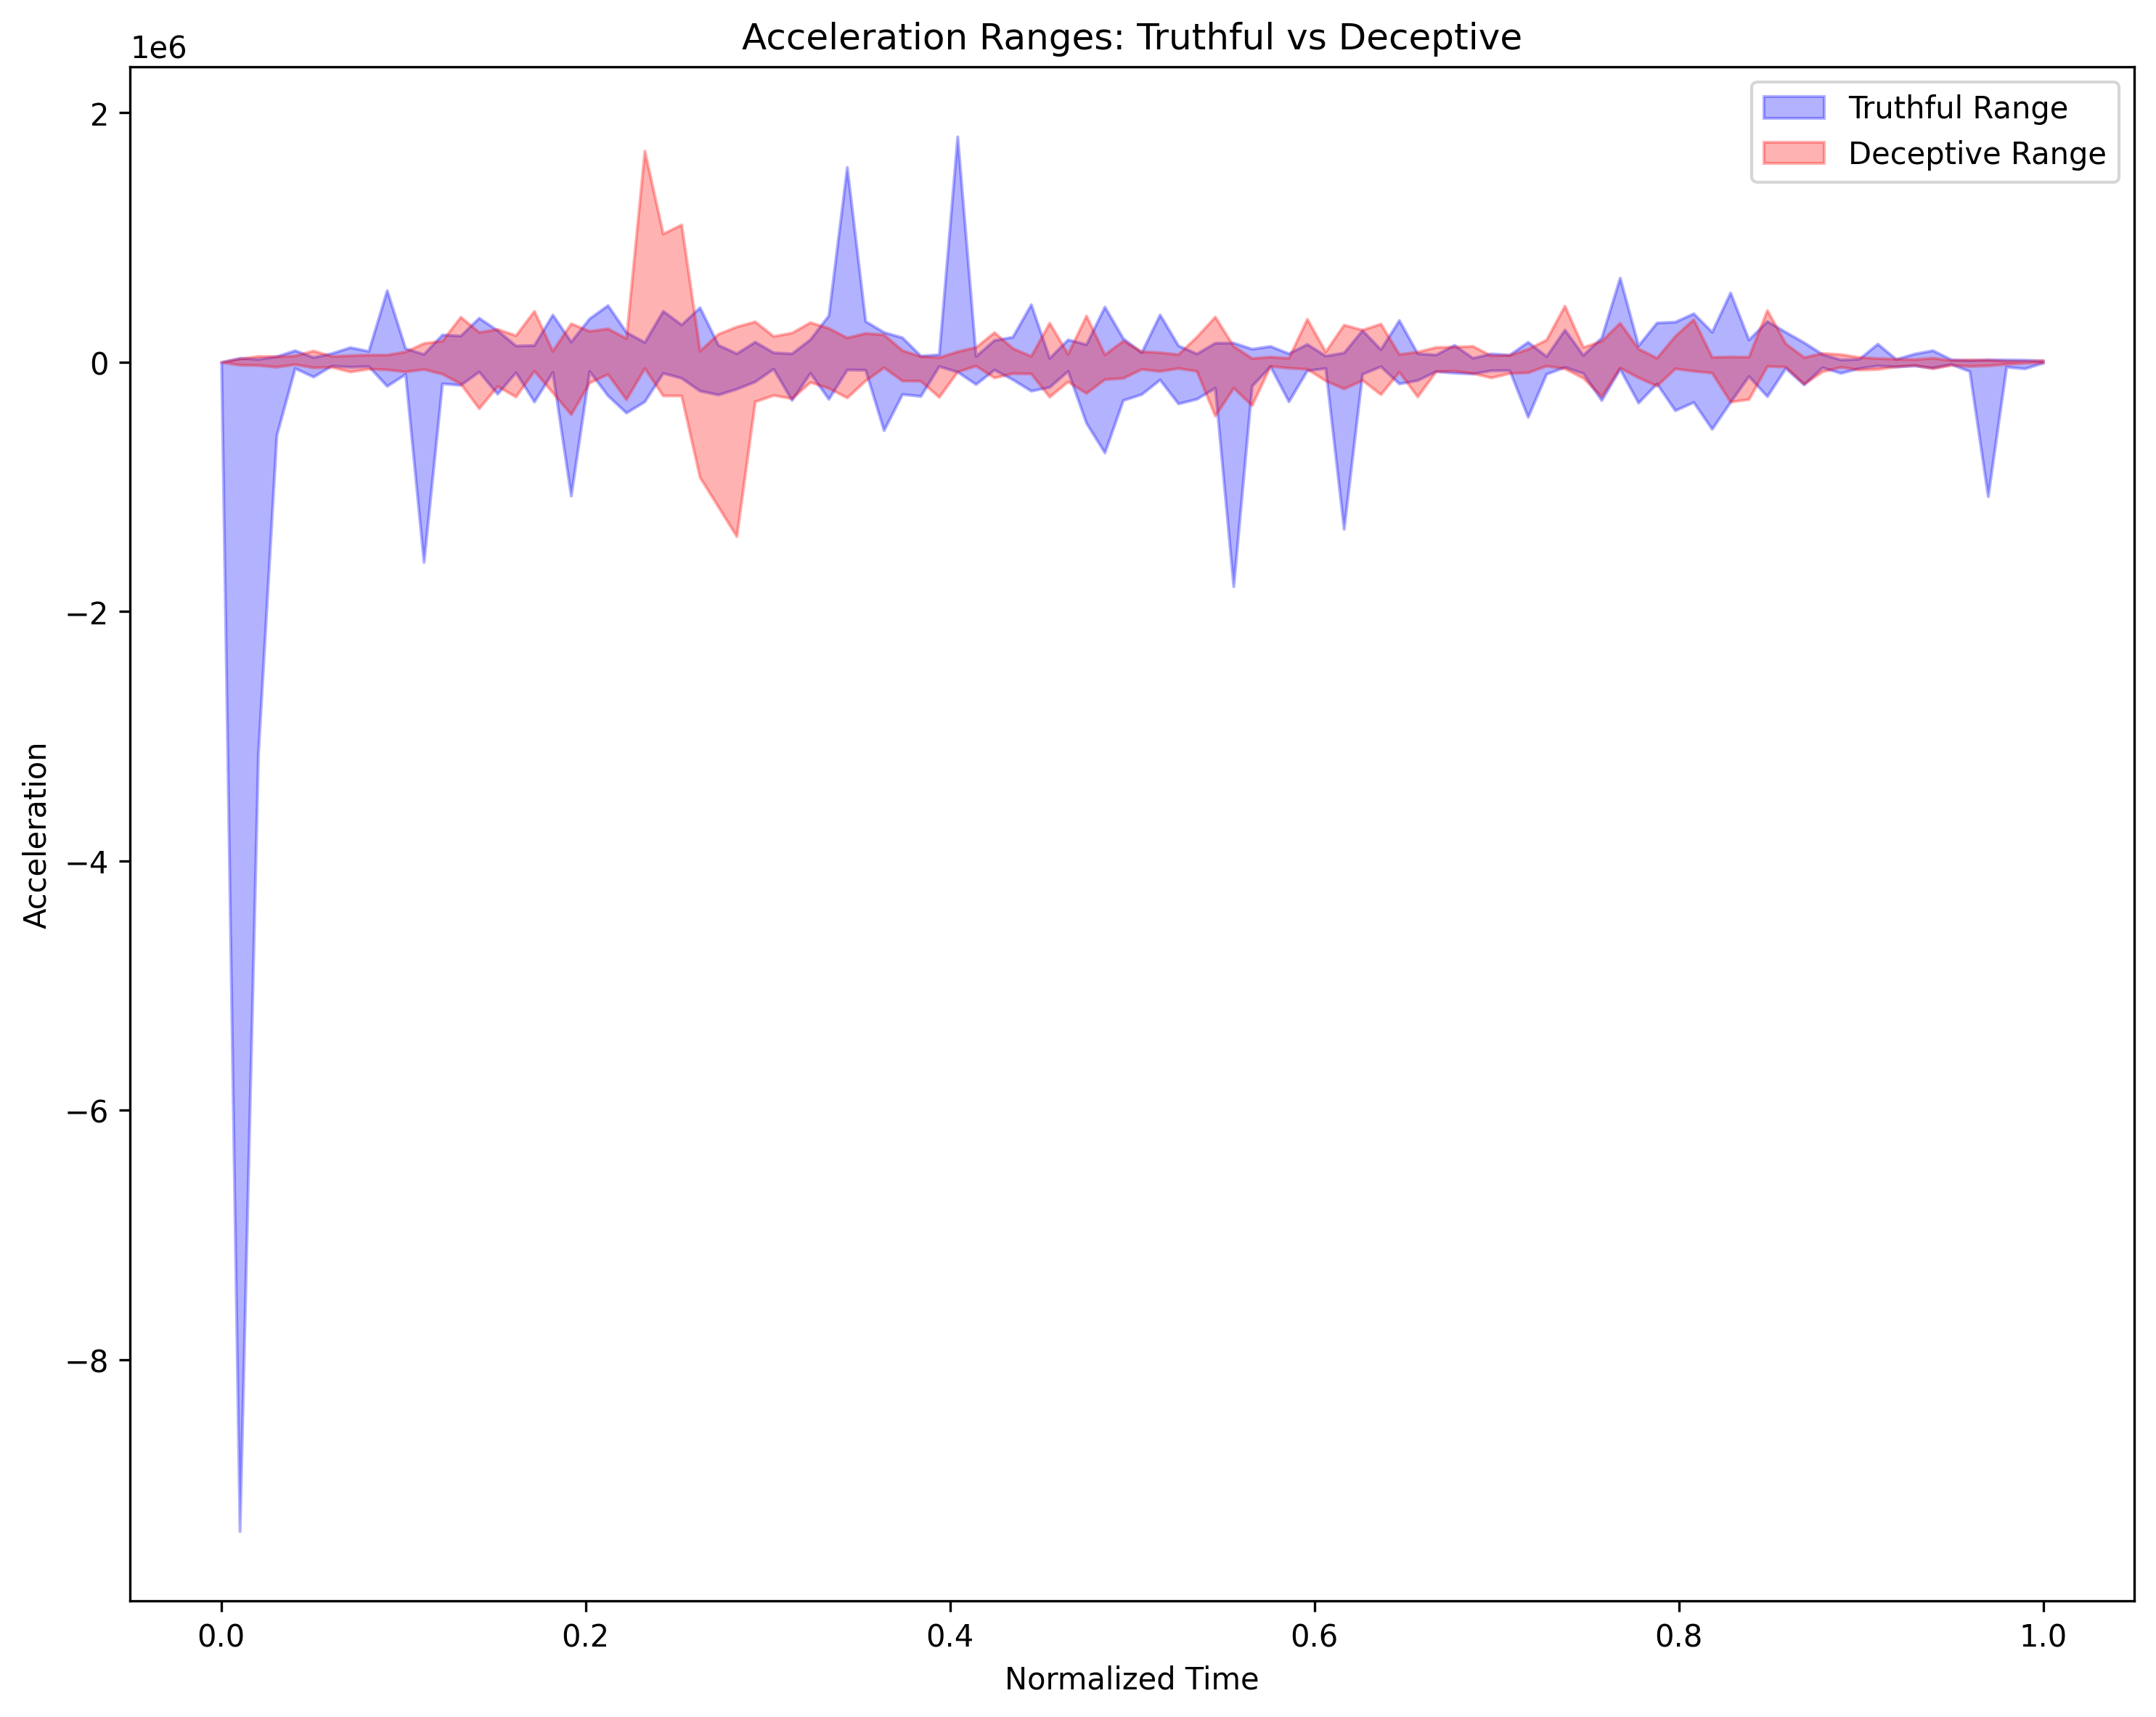 Acceleration Ranges: Truthful vs Deceptive
1e6
Truthful Range
Deceptive Range
2
0
−2
−4
−6
−8
Acceleration
0.0 0.2 0.4 0.6 0.8 1.0
Normalized Time